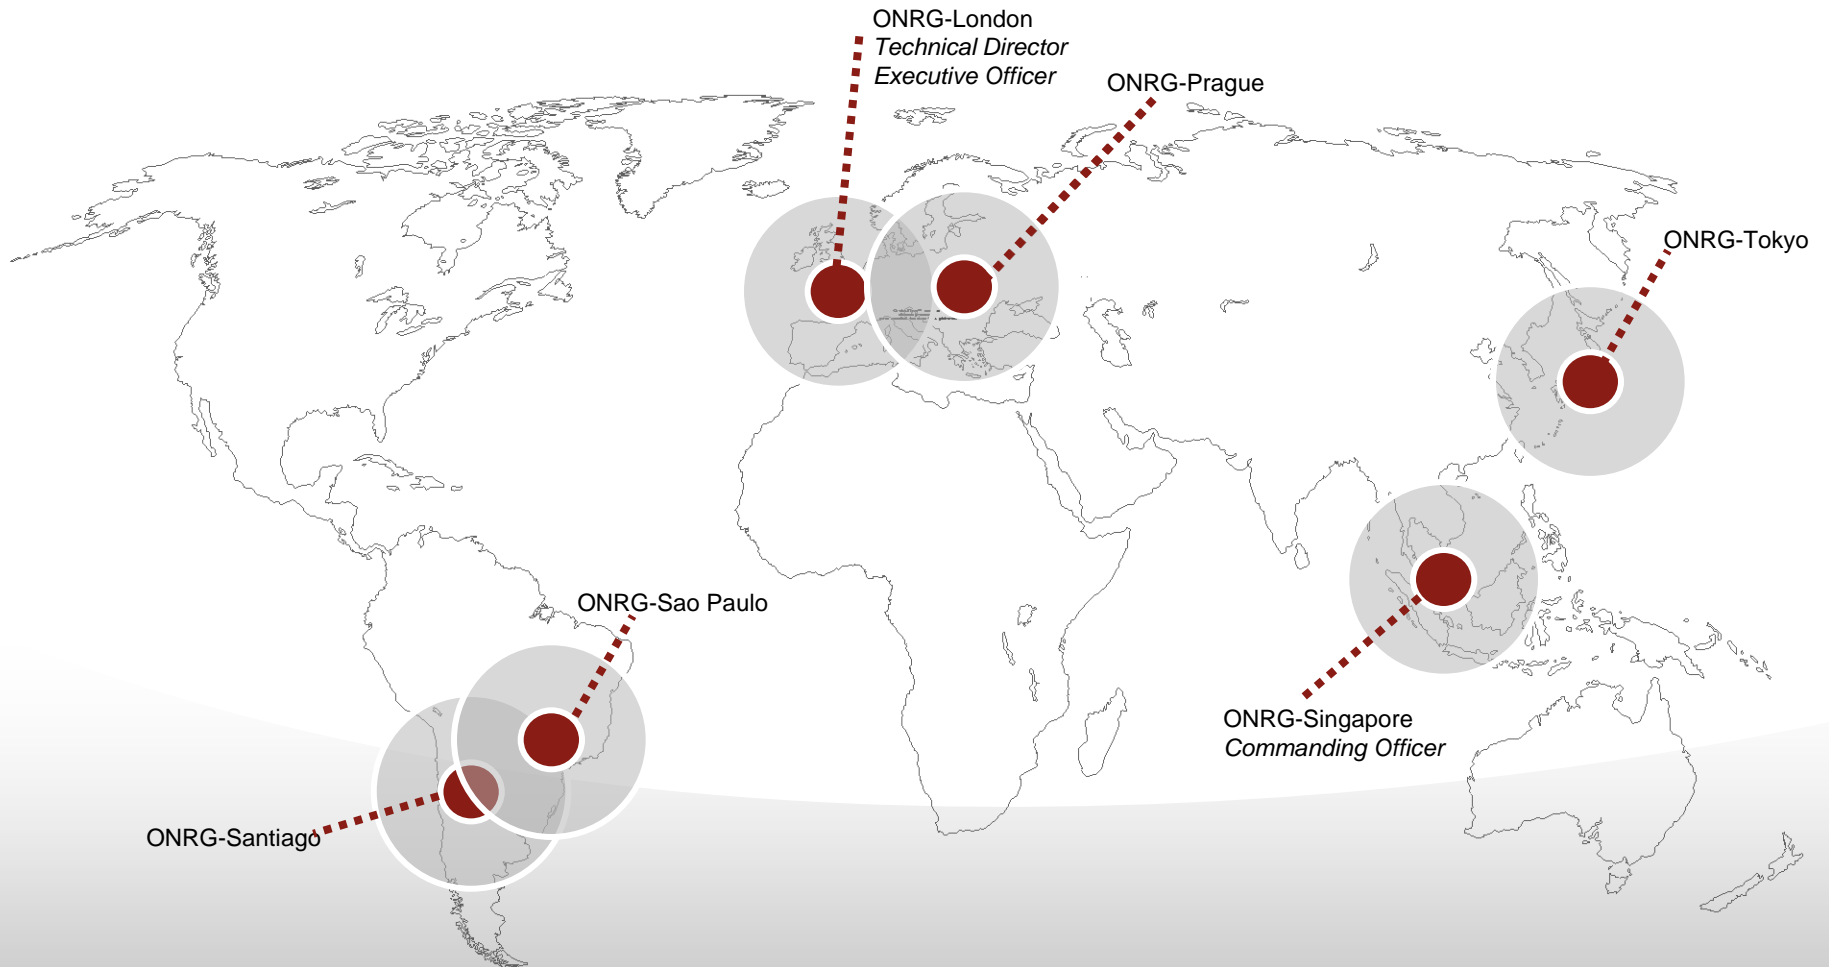 ONRG-London
Technical Director
Executive Officer
ONRG-Prague
ONRG-Tokyo
ONRG-Sao Paulo
ONRG-Singapore
Commanding Officer
ONRG-Santiago